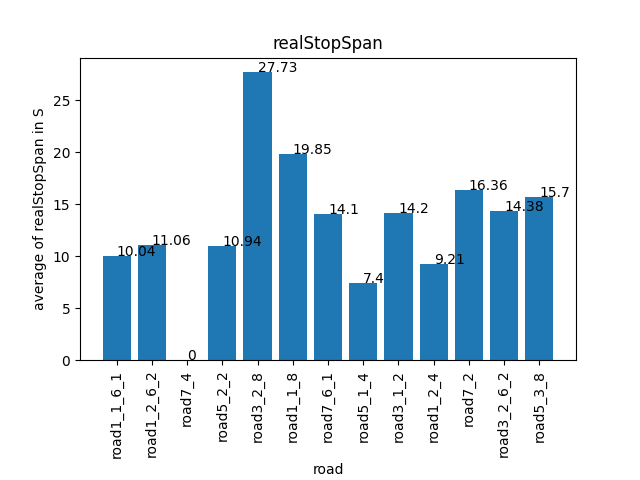 realStopSpan
average of realStopSpan in S
25
20
15
10
5
0
10.04
11.06
0
10.94
27.73
19.85
14.1
7.4
14.2
9.21
16.36
14.38
15.7
road1_1_6_1
road1_2_6_2
road7_4
road5_2_2
road3_2_8
road1_1_8
road7_6_1
road5_1_4
road3_1_2
road1_2_4
road7_2
road3_2_6_2
road5_3_8
road